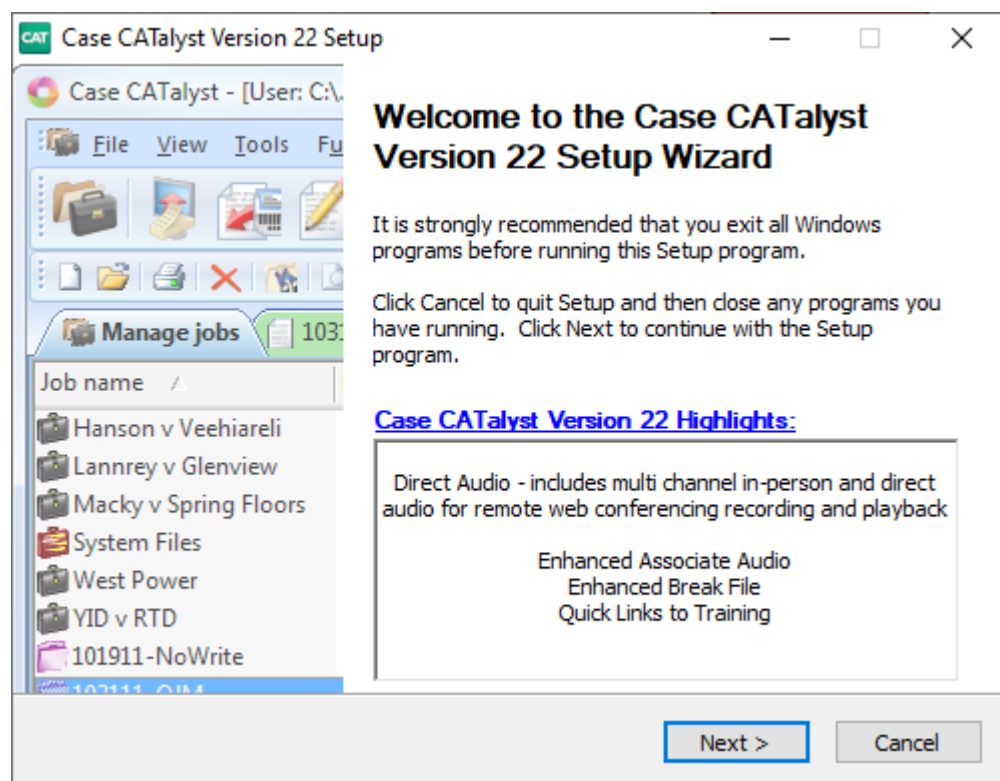 CAT Case CATalyst Version 22 Setup
Case CATalyst - [User: C:\.
File View Tools Fu
Manage jobs 103
Job name
Hanson v Veehiareli
Lannrey v Glenview
Macky v Spring Floors
System Files
West Power
YID v RTD
101911-NoWrite
Welcome to the Case CATalyst
Version 22 Setup Wizard
It is strongly recommended that you exit all Windows
programs before running this Setup program.
Click Cancel to quit Setup and then close any programs you
have running. Click Next to continue with the Setup
program.
Case CATalyst Version 22 Highlights:
Direct Audio - includes multi channel in-person and direct
audio for remote web conferencing recording and playback
Enhanced Associate Audio
Enhanced Break File
Quick Links to Training
Next > Cancel